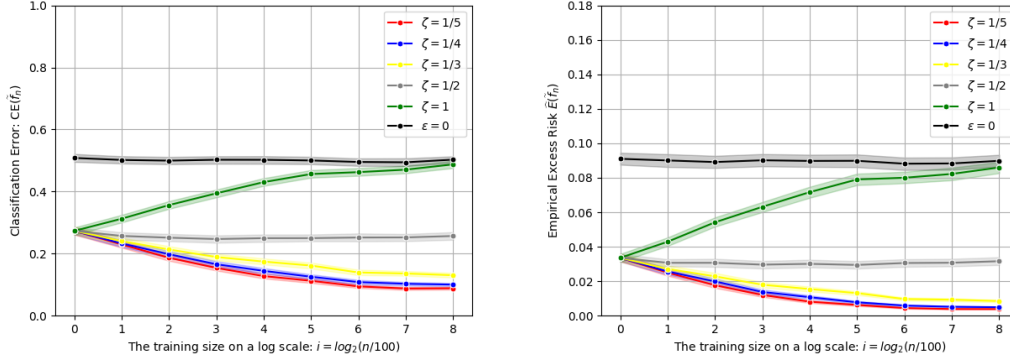 1.0
0.8
0.6
0.4
0.2
0.0
Classification Error: CE(f̃ₙ)
0 1 2 3 4 5 6 7 8
The training size on a log scale: i = log₂(n/100)
ζ = 1/5
ζ = 1/4
ζ = 1/3
ζ = 1/2
ζ = 1
ε = 0
0.18
0.16
0.14
0.12
0.10
0.08
0.06
0.04
0.02
0.00
Empirical Excess Risk Ẽ(f̃ₙ)
0 1 2 3 4 5 6 7 8
The training size on a log scale: i = log₂(n/100)
ζ = 1/5
ζ = 1/4
ζ = 1/3
ζ = 1/2
ζ = 1
ε = 0